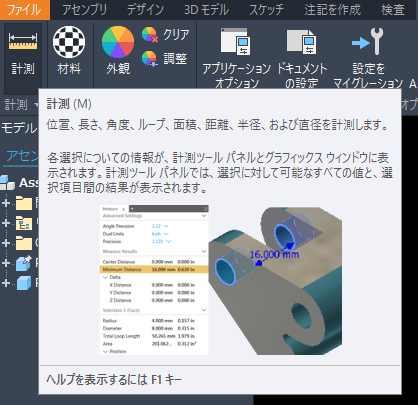 ファイル アセンブリ デザイン 3D モデル スケッチ 注記を作成 検査
計測
材料
外観
クリア
調整
アプリケーション
オプション
ドキュメント
の設定
設定を
マイグレーション
計測
モデル
アセン
Ass
計測 (M)
位置、長さ、角度、ループ、面積、距離、半径、および直径を計測します。
各選択についての情報が、計測ツール パネルとグラフィックス ウィンドウに表
示されます。計測ツール パネルでは、選択に対して可能なすべての値と、選
択項目間の結果が表示されます。
Measure × +
Advanced Settings
Angle Precision 2.12
Dual Units Inch
Precision 3.123
Measure Results
Center Distance 0.000 mm 0.000 in
Minimum Distance 16.000 mm 0.630 in
Delta
X Distance 0.000 mm 0.000 in
Y Distance 0.000 mm 0.000 in
Z Distance 0.000 mm 0.000 in
Selection 1 (Face)
Radius 4.000 mm 0.157 in
Diameter 8.000 mm 0.315 in
Total Loop Length 50.265 mm 1.979 in
Area 201.062...
Position
16.000 mm
ヘルプを表示するには F1 キー